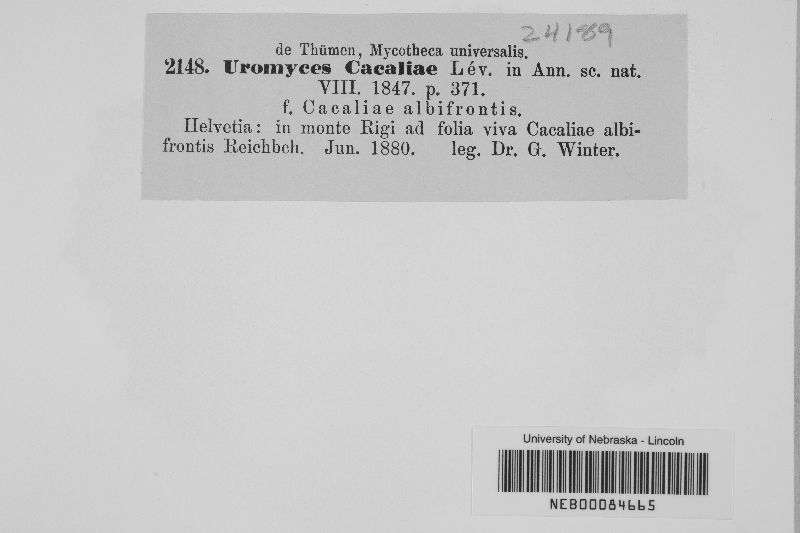 24189
de Thümen, Mycotheca universalis.
2148. Uromyces Cacaliae Lév. in Ann. sc. nat.
VIII. 1847. p. 371.
f. Cacaliae albifrontis.
Helvetia: in monte Rigi ad folia viva Cacaliae albi-
frontis Reichbch. Jun. 1880. leg. Dr. G. Winter.
University of Nebraska - Lincoln
NEB00084665